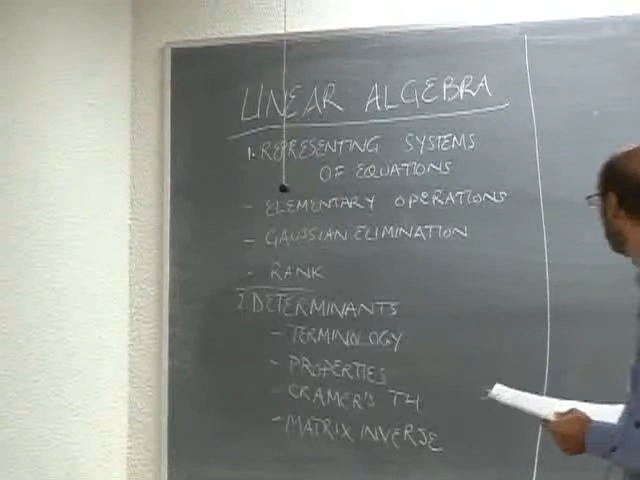 LINEAR ALGEBRA
1. REPRESENTING SYSTEMS
OF EQUATIONS
- ELEMENTARY OPERATIONS
- GAUSSIAN ELIMINATION
- RANK
2. DETERMINANTS
- TERMINOLOGY
- PROPERTIES
- CRAMER'S TH
- MATRIX INVERSE